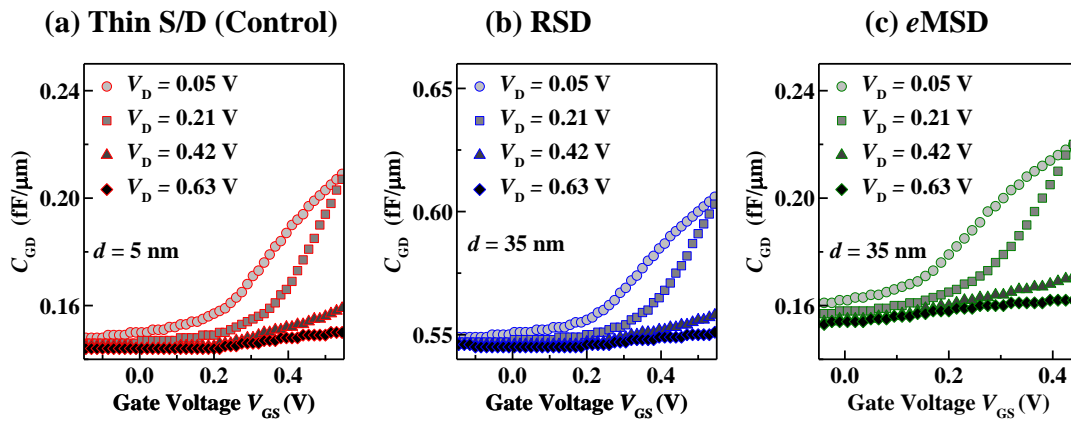 (a) Thin S/D (Control)
0.24
0.20
0.16
C_GD (fF/μm)
V_D = 0.05 V
V_D = 0.21 V
V_D = 0.42 V
V_D = 0.63 V
d = 5 nm
0.0 0.2 0.4
Gate Voltage V_GS (V)
(b) RSD
0.65
0.60
0.55
C_GD (fF/μm)
V_D = 0.05 V
V_D = 0.21 V
V_D = 0.42 V
V_D = 0.63 V
d = 35 nm
0.0 0.2 0.4
Gate Voltage V_GS (V)
(c) eMSD
0.24
0.20
0.16
C_GD (fF/μm)
V_D = 0.05 V
V_D = 0.21 V
V_D = 0.42 V
V_D = 0.63 V
d = 35 nm
0.0 0.2 0.4
Gate Voltage V_GS (V)